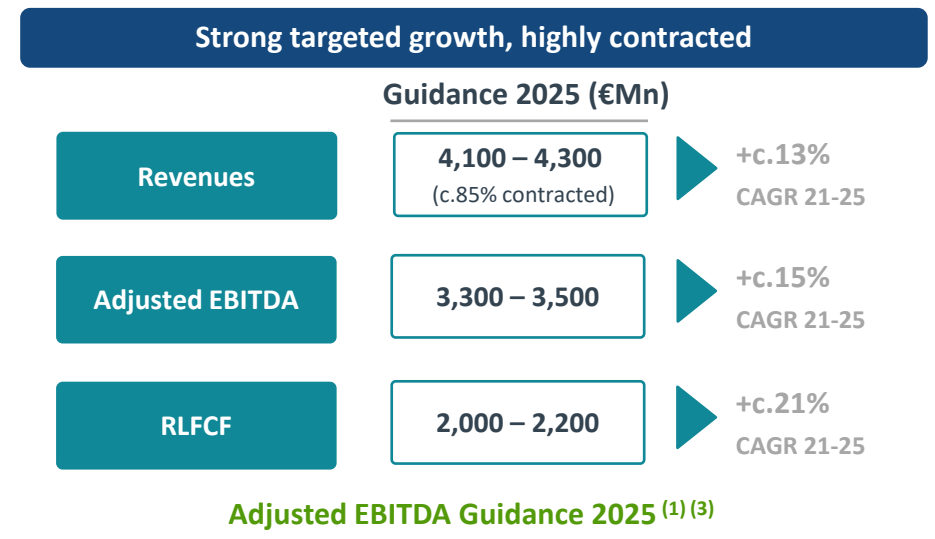 Strong targeted growth, highly contracted
Guidance 2025 (€Mn)
Revenues
4,100 – 4,300
(c.85% contracted)
+c.13%
CAGR 21-25
Adjusted EBITDA
3,300 – 3,500
+c.15%
CAGR 21-25
RLFCF
2,000 – 2,200
+c.21%
CAGR 21-25
Adjusted EBITDA Guidance 2025 (1) (3)